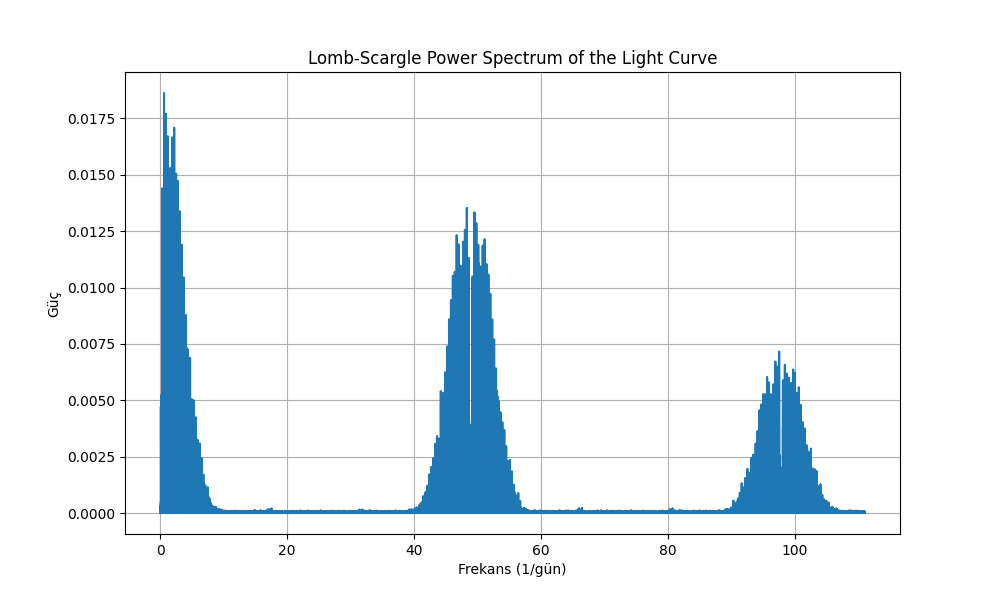 Lomb-Scargle Power Spectrum of the Light Curve
0.0175
0.0150
0.0125
0.0100
0.0075
0.0050
0.0025
0.0000
Güç
0 20 40 60 80 100
Frekans (1/gün)